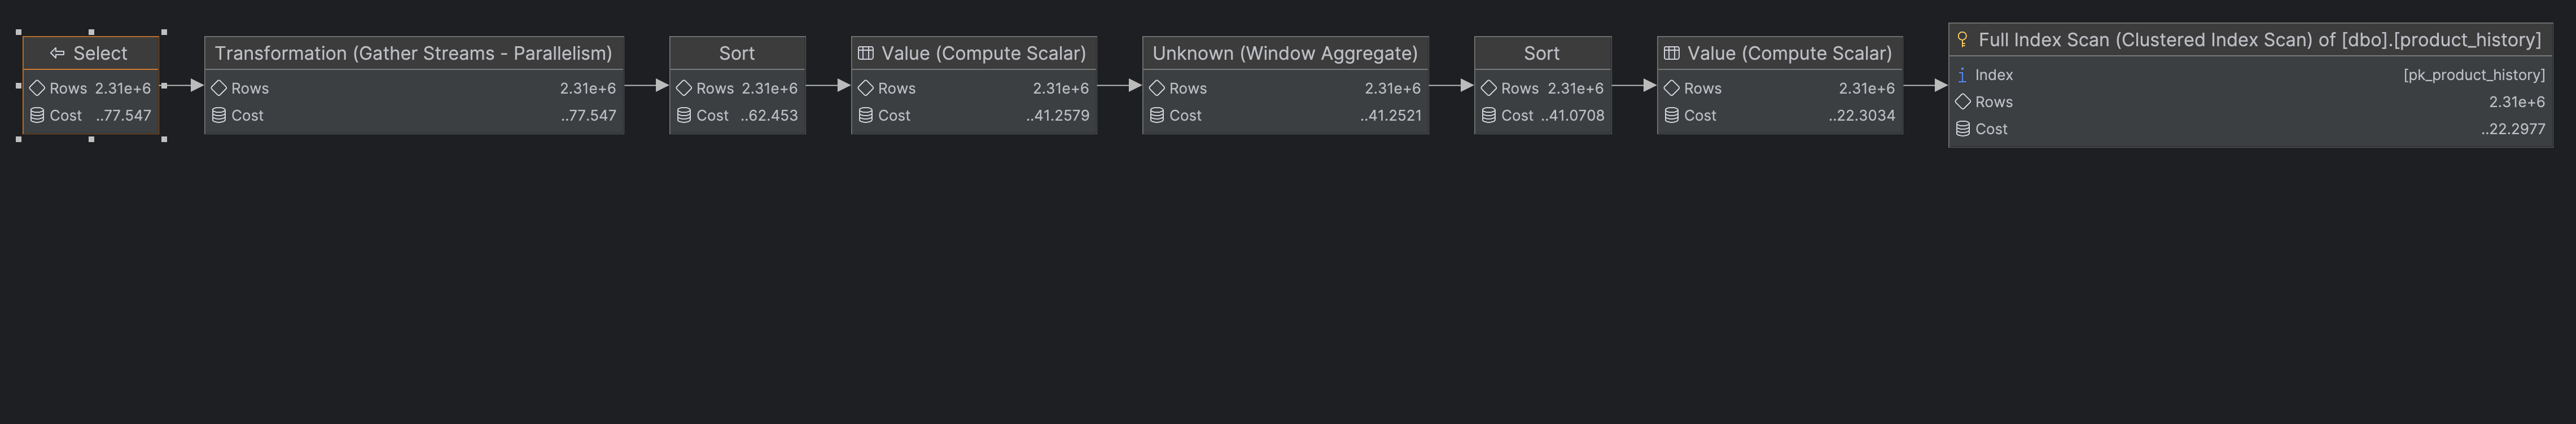 Select
Rows 2.31e+6
Cost ..77.547
Transformation (Gather Streams - Parallelism)
Rows 2.31e+6
Cost ..77.547
Sort
Rows 2.31e+6
Cost ..62.453
Value (Compute Scalar)
Rows 2.31e+6
Cost ..41.2579
Unknown (Window Aggregate)
Rows 2.31e+6
Cost ..41.2521
Sort
Rows 2.31e+6
Cost ..41.0708
Value (Compute Scalar)
Rows 2.31e+6
Cost ..22.3034
Full Index Scan (Clustered Index Scan) of [dbo].[product_history]
i Index [pk_product_history]
Rows 2.31e+6
Cost ..22.2977